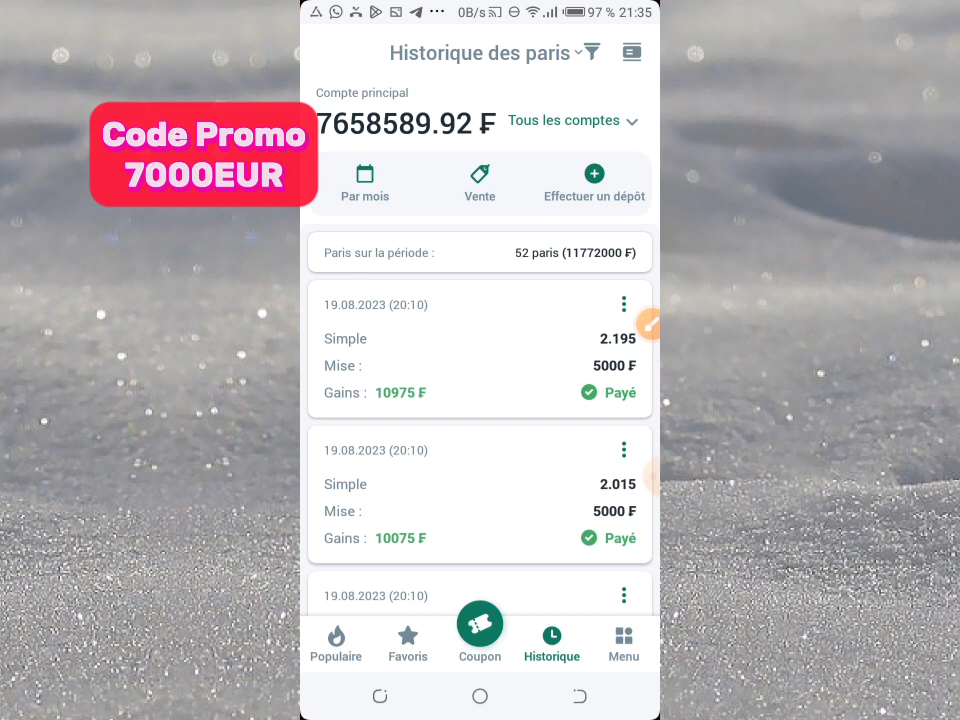 0B/s 97 % 21:35
Historique des paris
Compte principal
7658589.92 ₣ Tous les comptes
Code Promo
7000EUR
Par mois Vente Effectuer un dépôt
Paris sur la période : 52 paris (11772000 ₣)
19.08.2023 (20:10)
Simple 2.195
Mise : 5000 ₣
Gains : 10975 ₣ Payé
19.08.2023 (20:10)
Simple 2.015
Mise : 5000 ₣
Gains : 10075 ₣ Payé
19.08.2023 (20:10)
Populaire Favoris Coupon Historique Menu